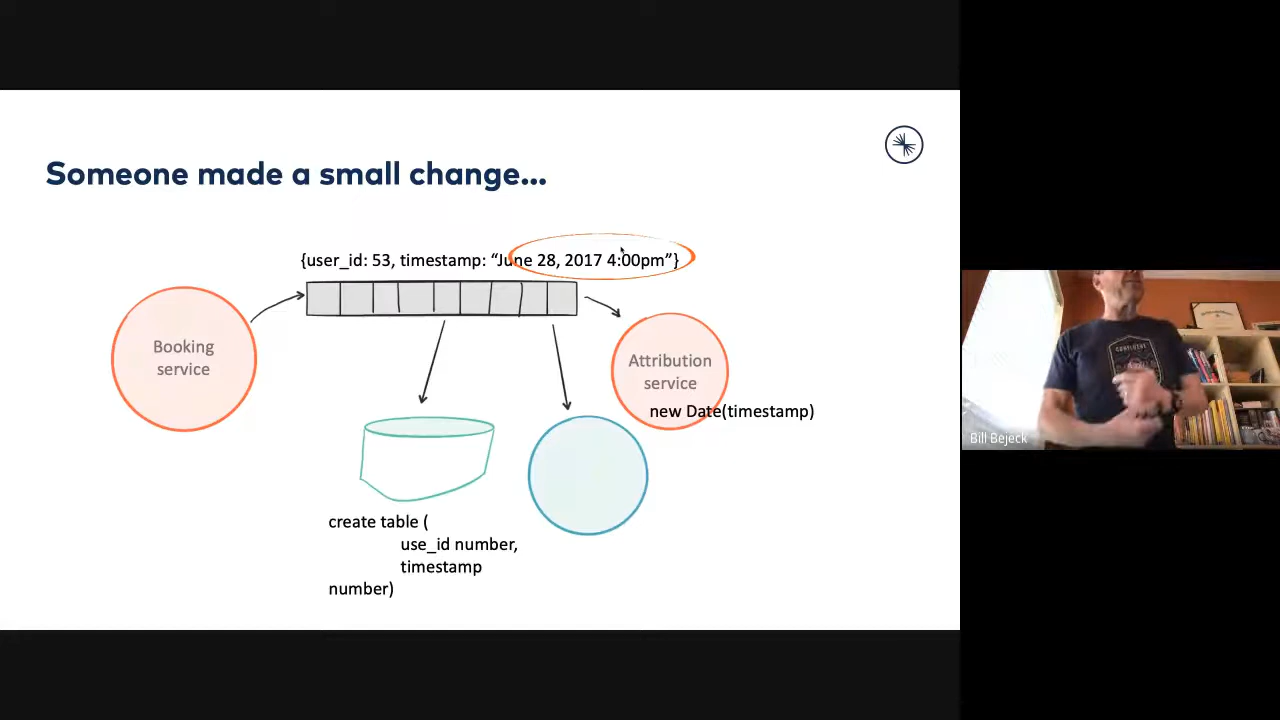 Someone made a small change...
{user_id: 53, timestamp: “June 28, 2017 4:00pm”}
Booking
service
Attribution
service
new Date(timestamp)
create table (
use_id number,
timestamp
number)
Bill Bejeck